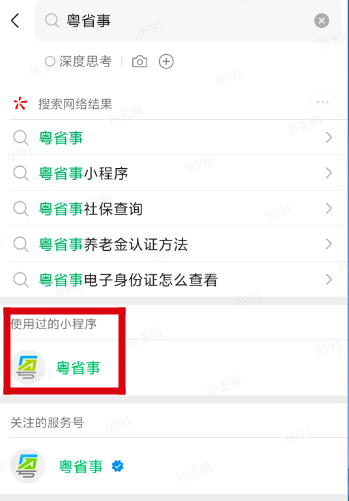 粤省事
深度思考
搜索网络结果
粤省事
粤省事小程序
粤省事社保查询
粤省事养老金认证方法
粤省事电子身份证怎么查看
使用过的小程序
粤省事
关注的服务号
粤省事